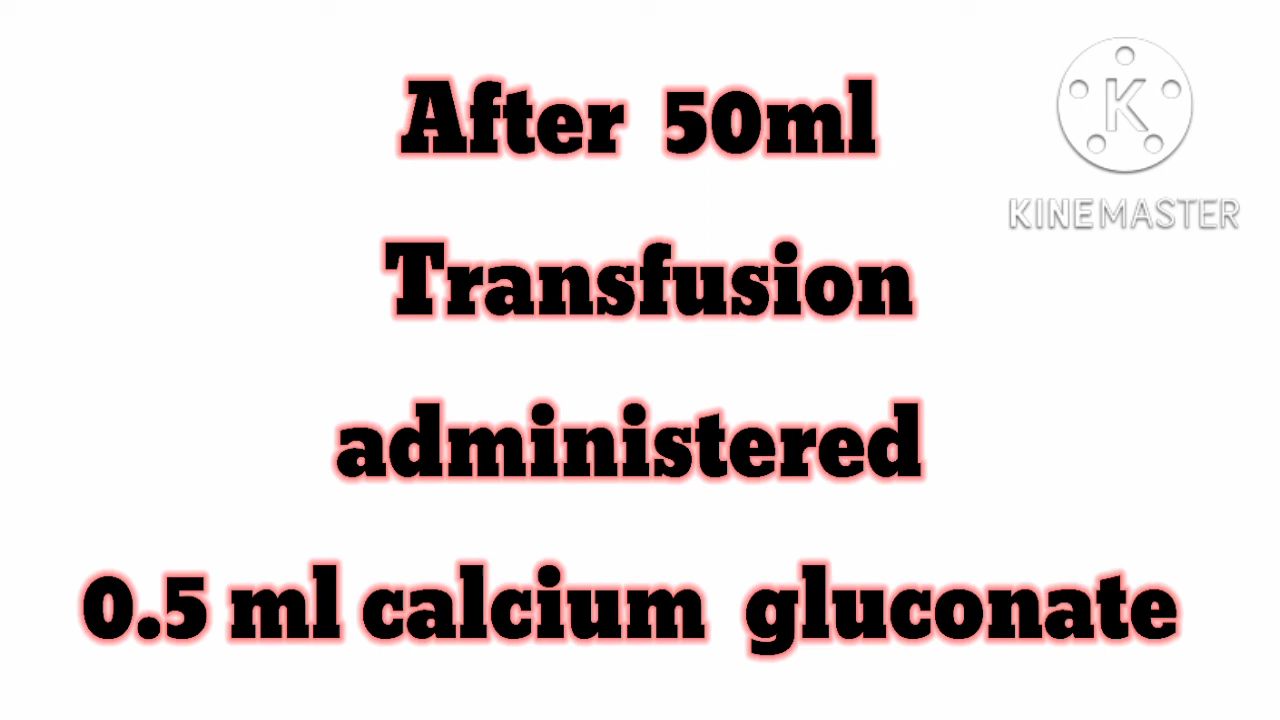 After 50ml
Transfusion
administered
0.5 ml calcium gluconate
K
KINEMASTER